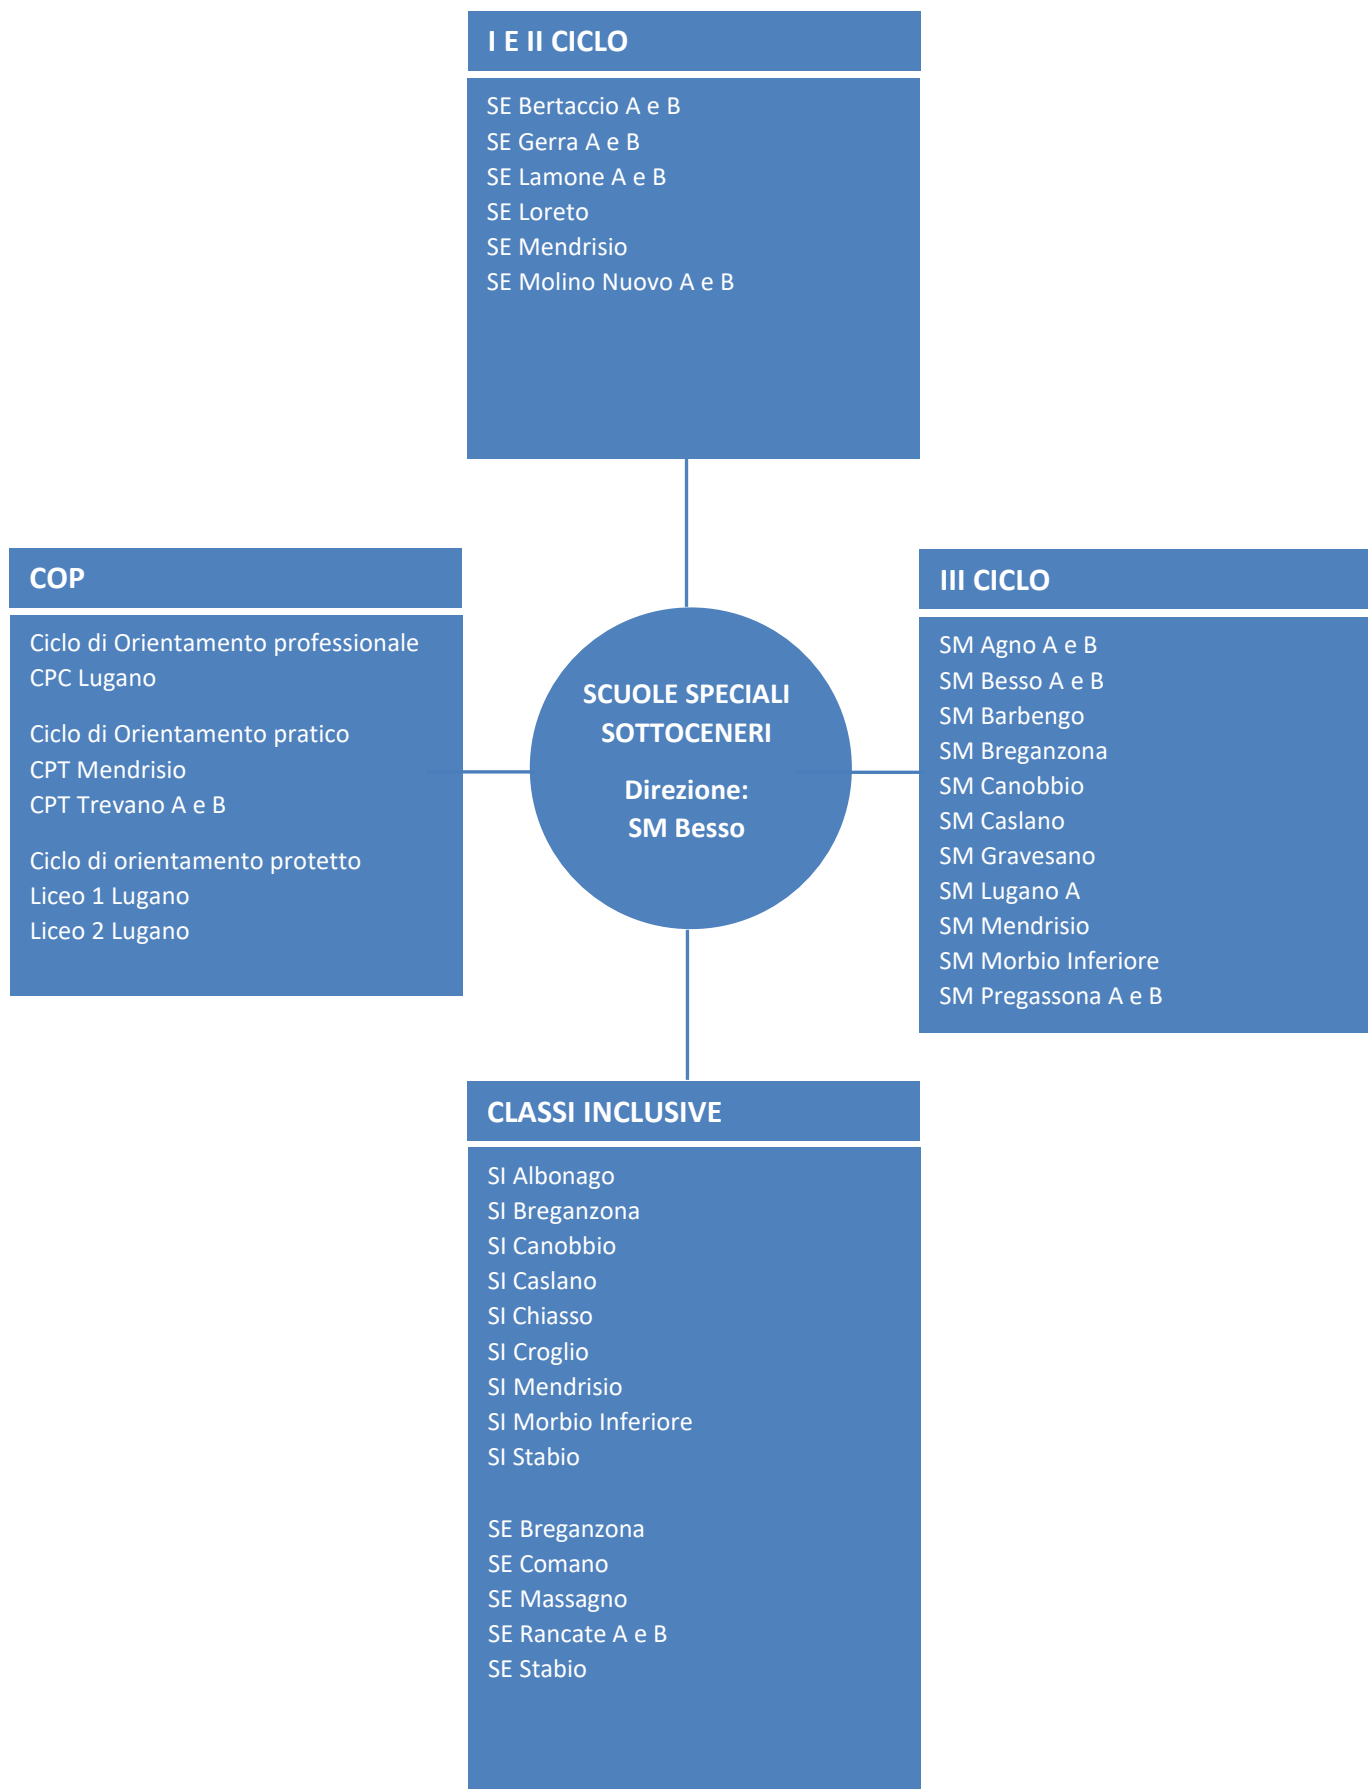 I E II CICLO
SE Bertaccio A e B
SE Gerra A e B
SE Lamone A e B
SE Loreto
SE Mendrisio
SE Molino Nuovo A e B
COP
Ciclo di Orientamento professionale
CPC Lugano
Ciclo di Orientamento pratico
CPT Mendrisio
CPT Trevano A e B
Ciclo di orientamento protetto
Liceo 1 Lugano
Liceo 2 Lugano
SCUOLE SPECIALI
SOTTOCENERI
Direzione:
SM Besso
III CICLO
SM Agno A e B
SM Besso A e B
SM Barbengo
SM Breganzona
SM Canobbio
SM Caslano
SM Gravesano
SM Lugano A
SM Mendrisio
SM Morbio Inferiore
SM Pregassona A e B
CLASSI INCLUSIVE
SI Albonago
SI Breganzona
SI Canobbio
SI Caslano
SI Chiasso
SI Croglio
SI Mendrisio
SI Morbio Inferiore
SI Stabio
SE Breganzona
SE Comano
SE Massagno
SE Rancate A e B
SE Stabio